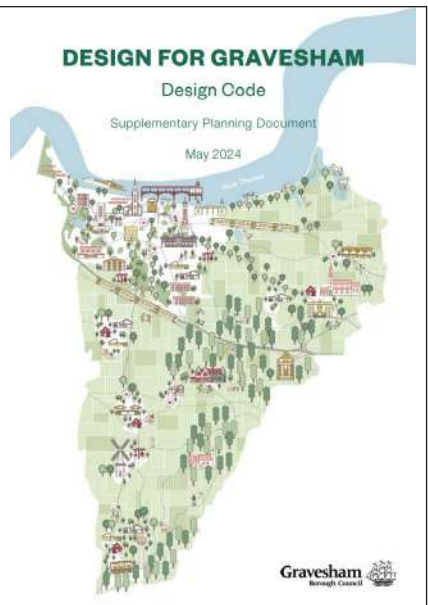 DESIGN FOR GRAVESHAM
Design Code
Supplementary Planning Document
May 2024
River Thames
Gravesham
Borough Council